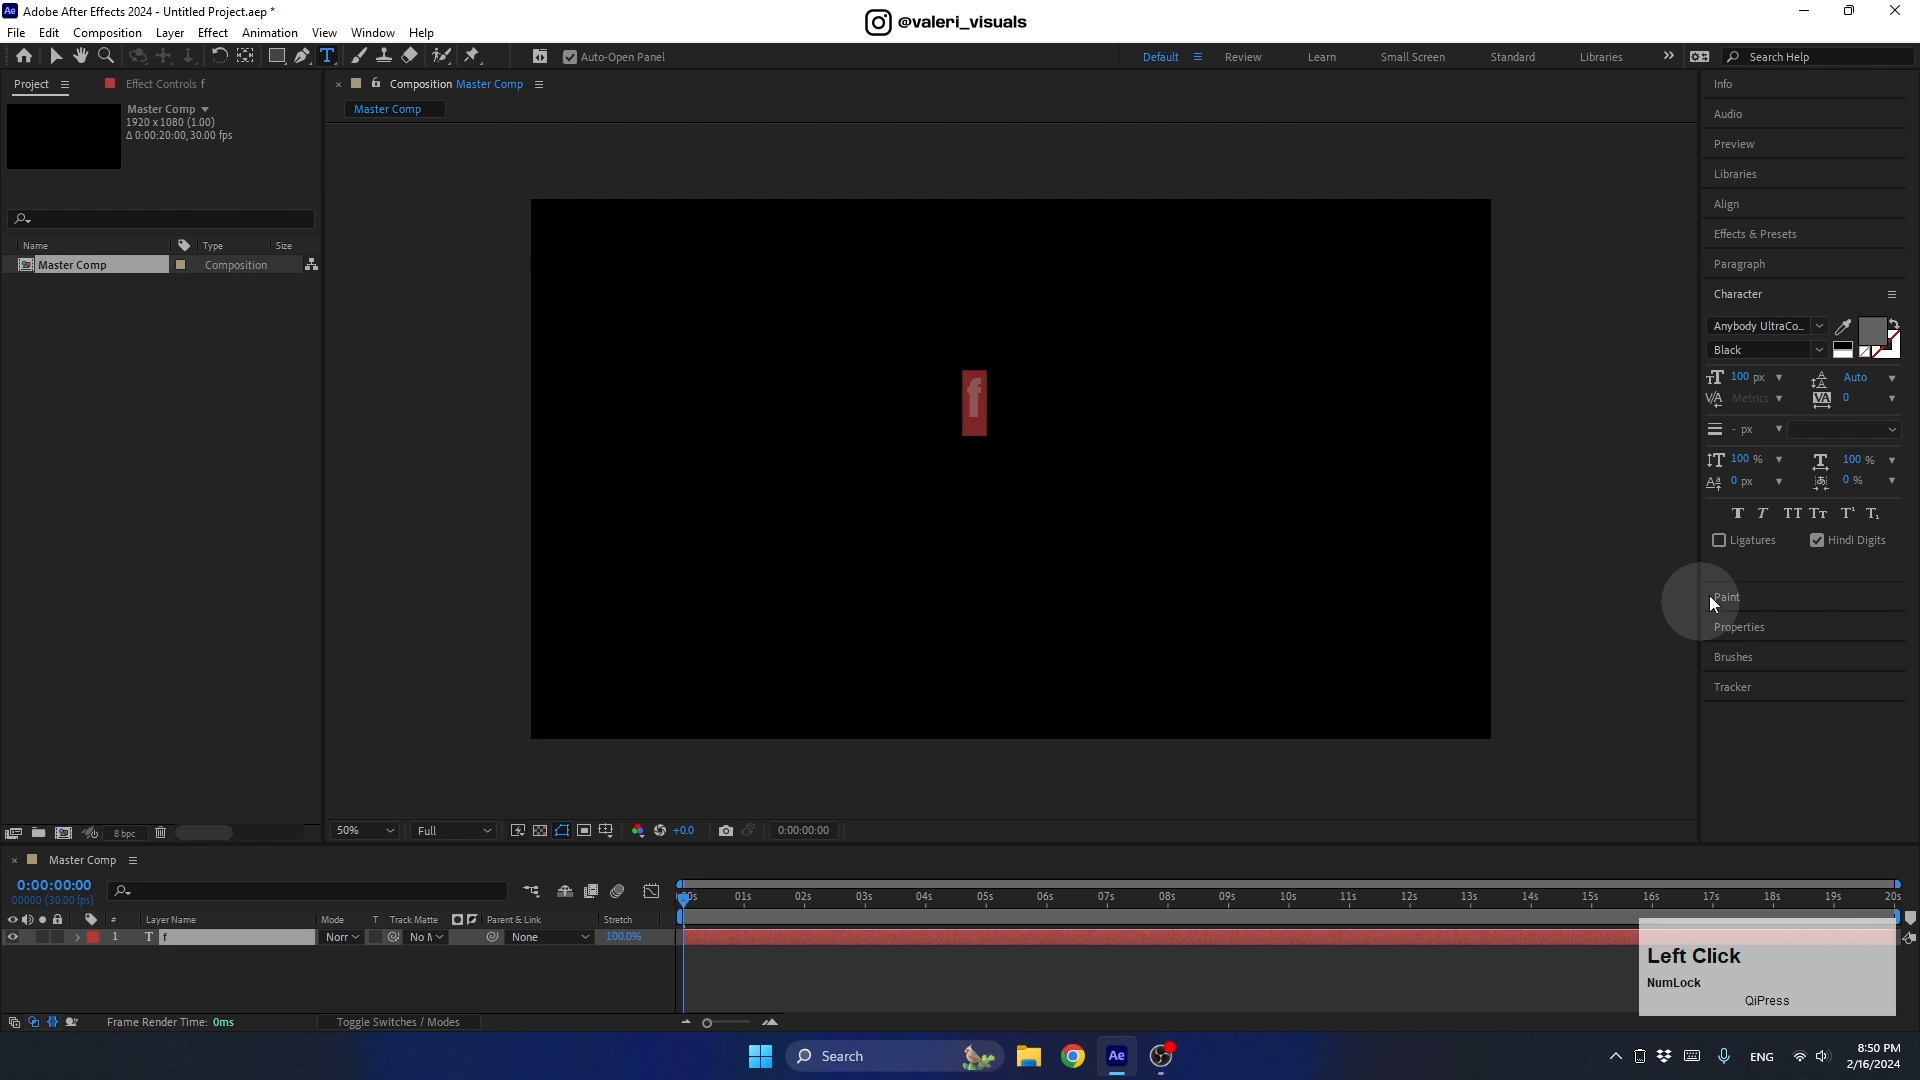 Ae Adobe After Effects 2024 - Untitled Project.aep *
@valeri_visuals
File Edit Composition Layer Effect Animation View Window Help
T Auto-Open Panel Default Review Learn Small Screen Standard Libraries Search Help
Project Effect Controls f
Composition Master Comp
Info
Master Comp
1920 x 1080 (1.00)
Δ 0:00:20:00, 30.00 fps
Master Comp
Audio
Preview
Libraries
Align
Effects & Presets
Name Type Size
Master Comp Composition
Paragraph
Character
Anybody UltraCo...
Black
100 px Auto
Metrics 0
- px
100 % 100 %
0 px 0 %
Ligatures Hindi Digits
f
Paint
Properties
Brushes
Tracker
8 bpc
50% Full +0.0 0:00:00:00
Master Comp
0:00:00:00
00000 (30.00 fps)
:00s 01s 02s 03s 04s 05s 06s 07s 08s 09s 10s 11s 12s 13s 14s 15s 16s 17s 18s 19s 20s
# Layer Name Mode T Track Matte Parent & Link Stretch
1 T f Norr No M None 100.0%
Left Click
NumLock
QiPress
Frame Render Time: 0ms Toggle Switches / Modes
Search
Ae
ENG
8:50 PM
2/16/2024